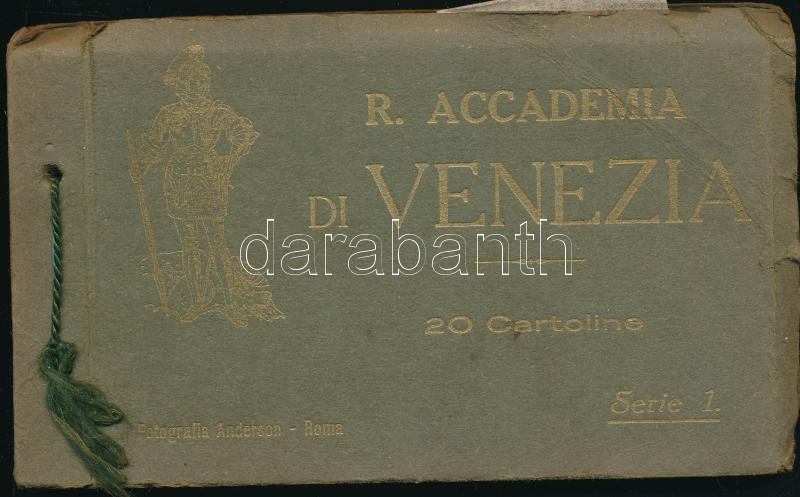 R. ACCADEMIA
DI VENEZIA
darabanth
20 Cartoline
Serie 1.
Fotografia Anderson - Roma